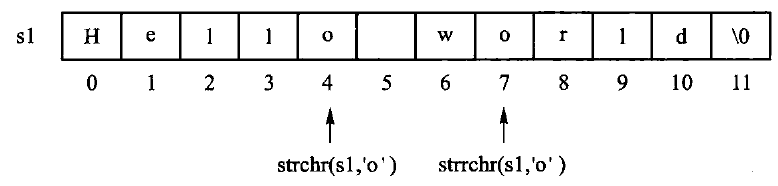 s1 H e l l o w o r l d \0
0 1 2 3 4 5 6 7 8 9 10 11
strchr(s1,'o') strrchr(s1,'o')